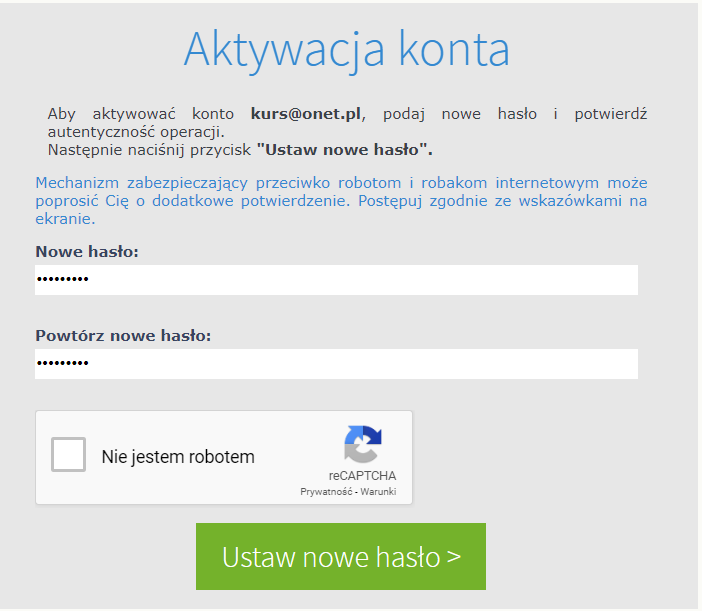 Aktywacja konta
Aby aktywować konto kurs@onet.pl, podaj nowe hasło i potwierdź
autentyczność operacji.
Następnie naciśnij przycisk "Ustaw nowe hasło".
Mechanizm zabezpieczający przeciwko robotom i robakom internetowym może
poprosić Cię o dodatkowe potwierdzenie. Postępuj zgodnie ze wskazówkami na
ekranie.
Nowe hasło:
•••••••••
Powtórz nowe hasło:
•••••••••
Nie jestem robotem
reCAPTCHA
Prywatność - Warunki
Ustaw nowe hasło >